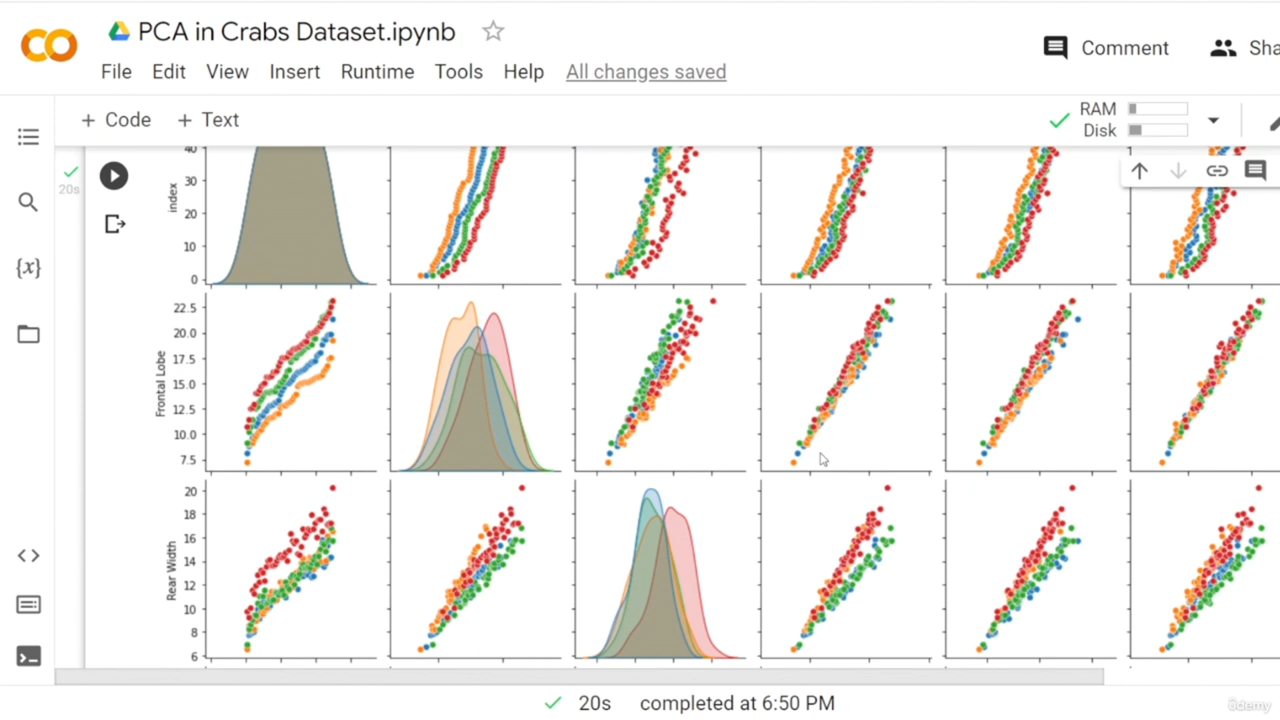 PCA in Crabs Dataset.ipynb
File Edit View Insert Runtime Tools Help All changes saved
Comment
Sha
+ Code + Text
RAM
Disk
20s
{x}
index
40
30
20
10
0
Frontal Lobe
22.5
20.0
17.5
15.0
12.5
10.0
7.5
Rear Width
20
18
16
14
12
10
8
6
20s completed at 6:50 PM
ûdemy